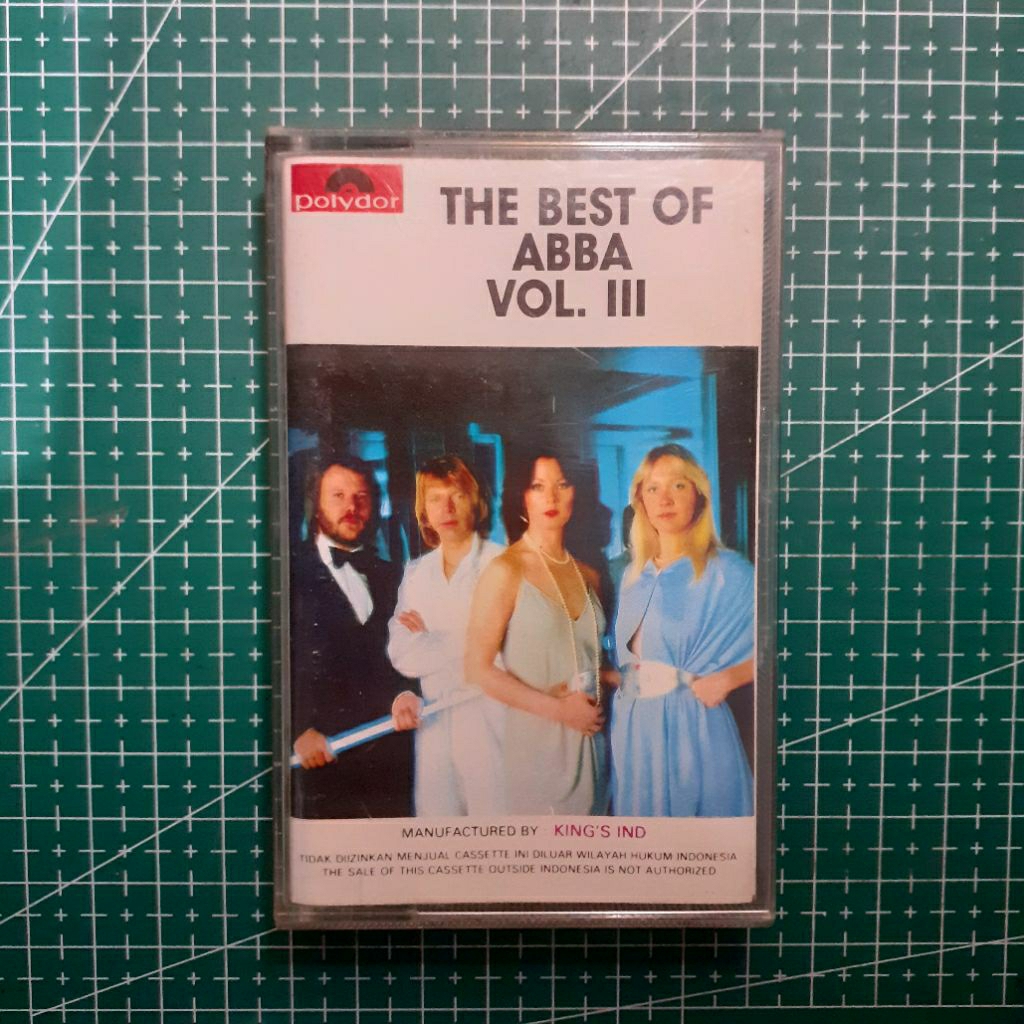 polydor
THE BEST OF
ABBA
VOL. III
MANUFACTURED BY : KING'S IND
TIDAK DIIZINKAN MENJUAL CASSETTE INI DILUAR WILAYAH HUKUM INDONESIA
THE SALE OF THIS CASSETTE OUTSIDE INDONESIA IS NOT AUTHORIZED